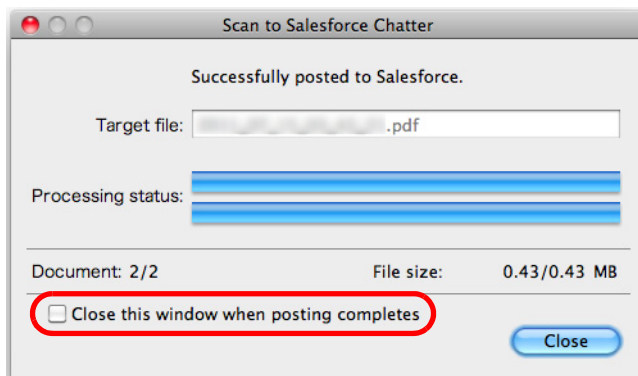 Scan to Salesforce Chatter
Successfully posted to Salesforce.
Target file: .pdf
Processing status:
Document: 2/2 File size: 0.43/0.43 MB
Close this window when posting completes
Close